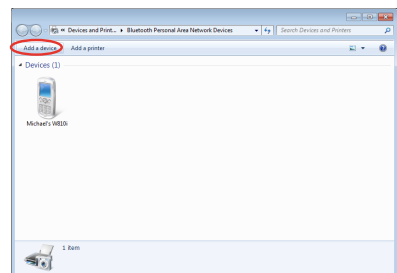 « Devices and Print... ▸ Bluetooth Personal Area Network Devices
Search Devices and Printers
Add a device Add a printer
Devices (1)
Michael's W810i
1 item